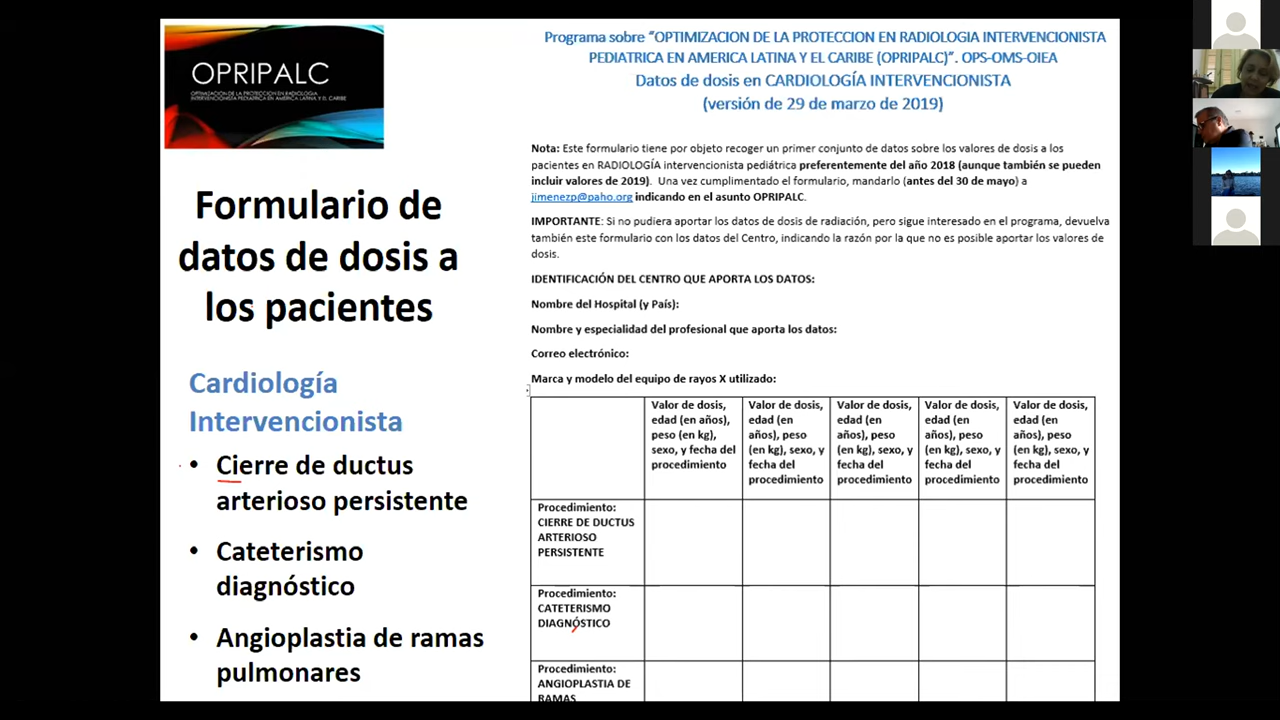 OPRIPALC
OPTIMIZACION DE LA PROTECCION EN RADIOLOGIA
INTERVENCIONISTA PEDIATRICA EN AMERICA LATINA Y EL CARIBE
Formulario de
datos de dosis a
los pacientes
Cardiología
Intervencionista
• Cierre de ductus
arterioso persistente
• Cateterismo
diagnóstico
• Angioplastia de ramas
pulmonares
Programa sobre “OPTIMIZACION DE LA PROTECCION EN RADIOLOGIA INTERVENCIONISTA
PEDIATRICA EN AMERICA LATINA Y EL CARIBE (OPRIPALC)”. OPS-OMS-OIEA
Datos de dosis en CARDIOLOGÍA INTERVENCIONISTA
(versión de 29 de marzo de 2019)
Nota: Este formulario tiene por objeto recoger un primer conjunto de datos sobre los valores de dosis a los
pacientes en RADIOLOGÍA intervencionista pediátrica preferentemente del año 2018 (aunque también se pueden
incluir valores de 2019). Una vez cumplimentado el formulario, mandarlo (antes del 30 de mayo) a
jimenezp@paho.org indicando en el asunto OPRIPALC.
IMPORTANTE: Si no pudiera aportar los datos de dosis de radiación, pero sigue interesado en el programa, devuelva
también este formulario con los datos del Centro, indicando la razón por la que no es posible aportar los valores de
dosis.
IDENTIFICACIÓN DEL CENTRO QUE APORTA LOS DATOS:
Nombre del Hospital (y País):
Nombre y especialidad del profesional que aporta los datos:
Correo electrónico:
Marca y modelo del equipo de rayos X utilizado:
Valor de dosis,
edad (en años),
peso (en kg),
sexo, y fecha del
procedimiento
Valor de dosis,
edad (en
años), peso
(en kg), sexo, y
fecha del
procedimiento
Valor de dosis,
edad (en
años), peso
(en kg), sexo, y
fecha del
procedimiento
Valor de dosis,
edad (en
años), peso
(en kg), sexo, y
fecha del
procedimiento
Valor de dosis,
edad (en
años), peso
(en kg), sexo, y
fecha del
procedimiento
Procedimiento:
CIERRE DE DUCTUS
ARTERIOSO
PERSISTENTE
Procedimiento:
CATETERISMO
DIAGNÓSTICO
Procedimiento:
ANGIOPLASTIA DE
RAMAS